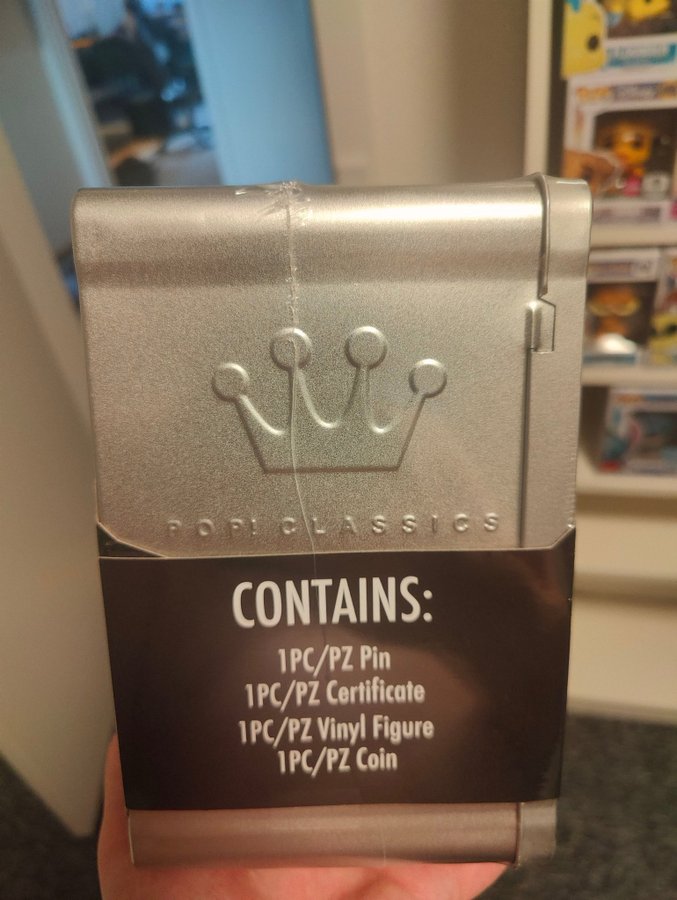 POP! CLASSICS
CONTAINS:
1PC/PZ Pin
1PC/PZ Certificate
1PC/PZ Vinyl Figure
1PC/PZ Coin